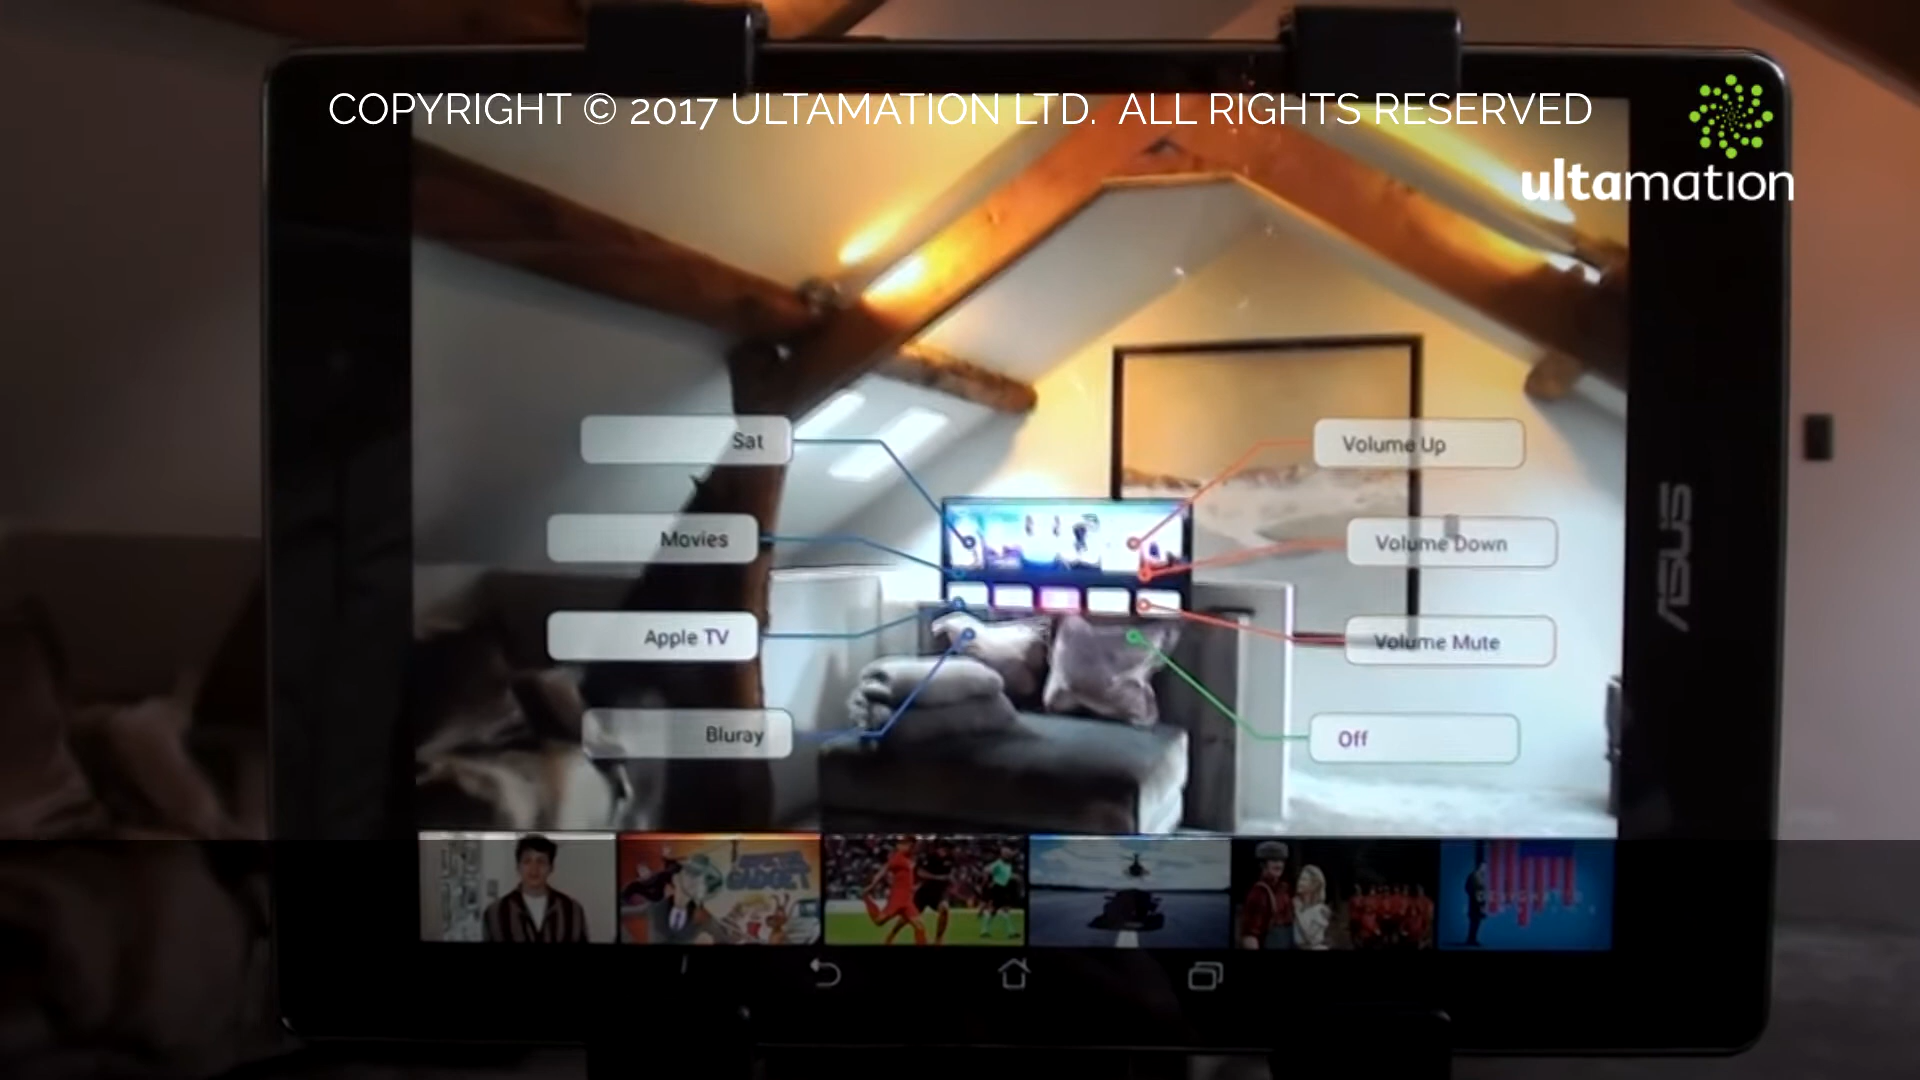 COPYRIGHT © 2017 ULTAMATION LTD. ALL RIGHTS RESERVED
ultamation
Sat
Volume Up
Movies
Volume Down
Apple TV
Volume Mute
Bluray
Off
ASUS
GADGET